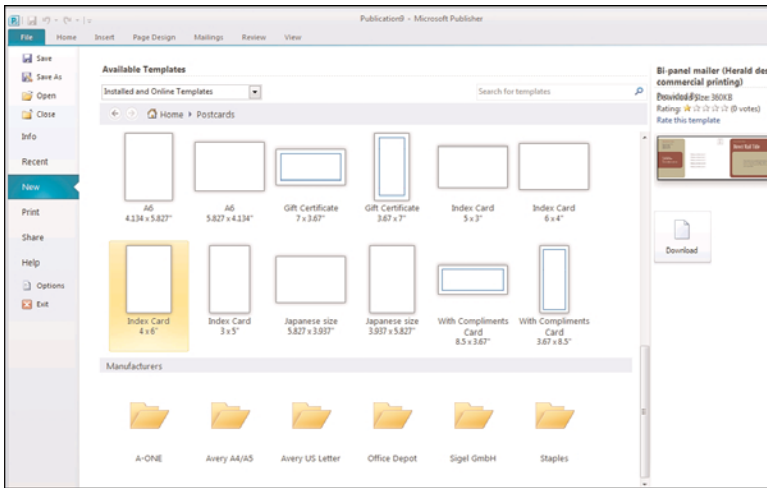 Publication9 - Microsoft Publisher
File Home Insert Page Design Mailings Review View
Save
Save As
Open
Close
Info
Recent
New
Print
Share
Help
Options
Exit
Available Templates
Installed and Online Templates
Search for templates
Home Postcards
A6
4.134 x 5.827"
A6
5.827 x 4.134"
Gift Certificate
7 x 3.67"
Gift Certificate
3.67 x 7"
Index Card
5 x 3"
Index Card
6 x 4"
Index Card
4 x 6"
Index Card
3 x 5"
Japanese size
5.827 x 3.937"
Japanese size
3.937 x 5.827"
With Compliments
Card
8.5 x 3.67"
With Compliments
Card
3.67 x 8.5"
Manufacturers
A-ONE
Avery A4/A5
Avery US Letter
Office Depot
Sigel GmbH
Staples
Bi-panel mailer (Herald des
commercial printing)
Size: 360KB
Rating: (0 votes)
Rate this template
Download